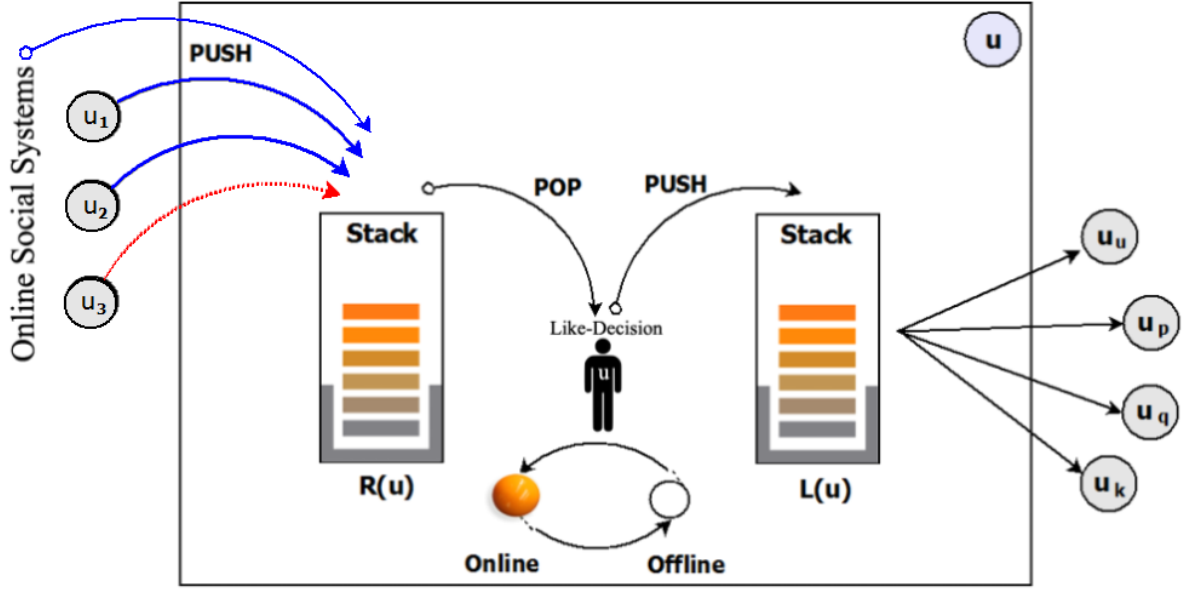 Online Social Systems
u1
u2
u3
PUSH
u
POP
PUSH
Stack
Stack
Like-Decision
u
R(u)
L(u)
Online
Offline
uu
up
uq
uk